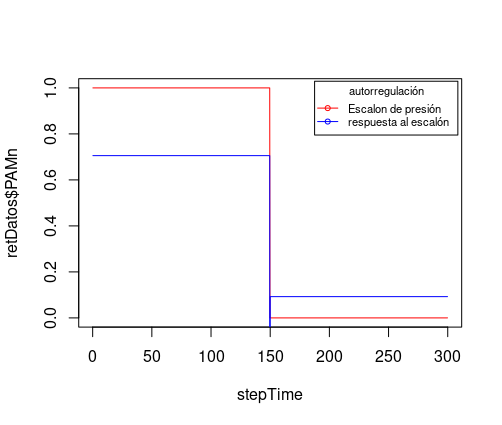 autorregulación
Escalon de presión
respuesta al escalón
retDatos$PAMn
1.0
0.8
0.6
0.4
0.2
0.0
0 50 100 150 200 250 300
stepTime